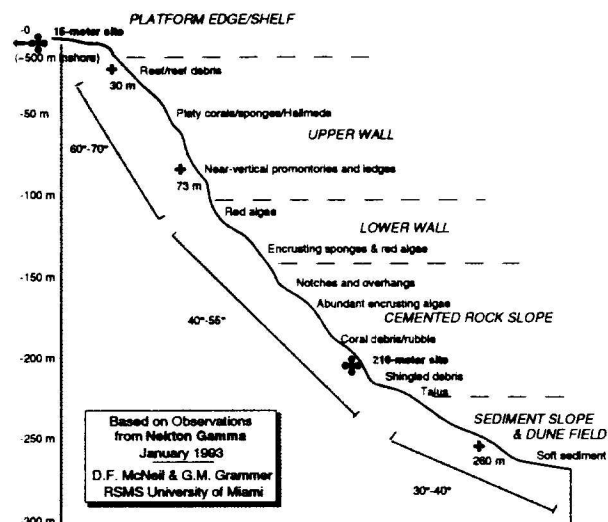 PLATFORM EDGE/SHELF
-0
15-meter site
(~500 m inshore)
Reef/reef debris
30 m
-50 m
Platy corals/sponges/Halimeda
UPPER WALL
60°-70°
Near-vertical promontories and ledges
73 m
-100 m
Red algae
LOWER WALL
Encrusting sponges & red algae
-150 m
Notches and overhangs
Abundant encrusting algae
40°-55°
CEMENTED ROCK SLOPE
Coral debris/rubble
-200 m
210-meter site
Shingled debris
Talus
Based on Observations
from Nekton Gamma
January 1993
D.F. McNeil & G.M. Grammer
RSMS University of Miami
SEDIMENT SLOPE
& DUNE FIELD
-250 m
260 m
Soft sediment
30°-40°
-300 m